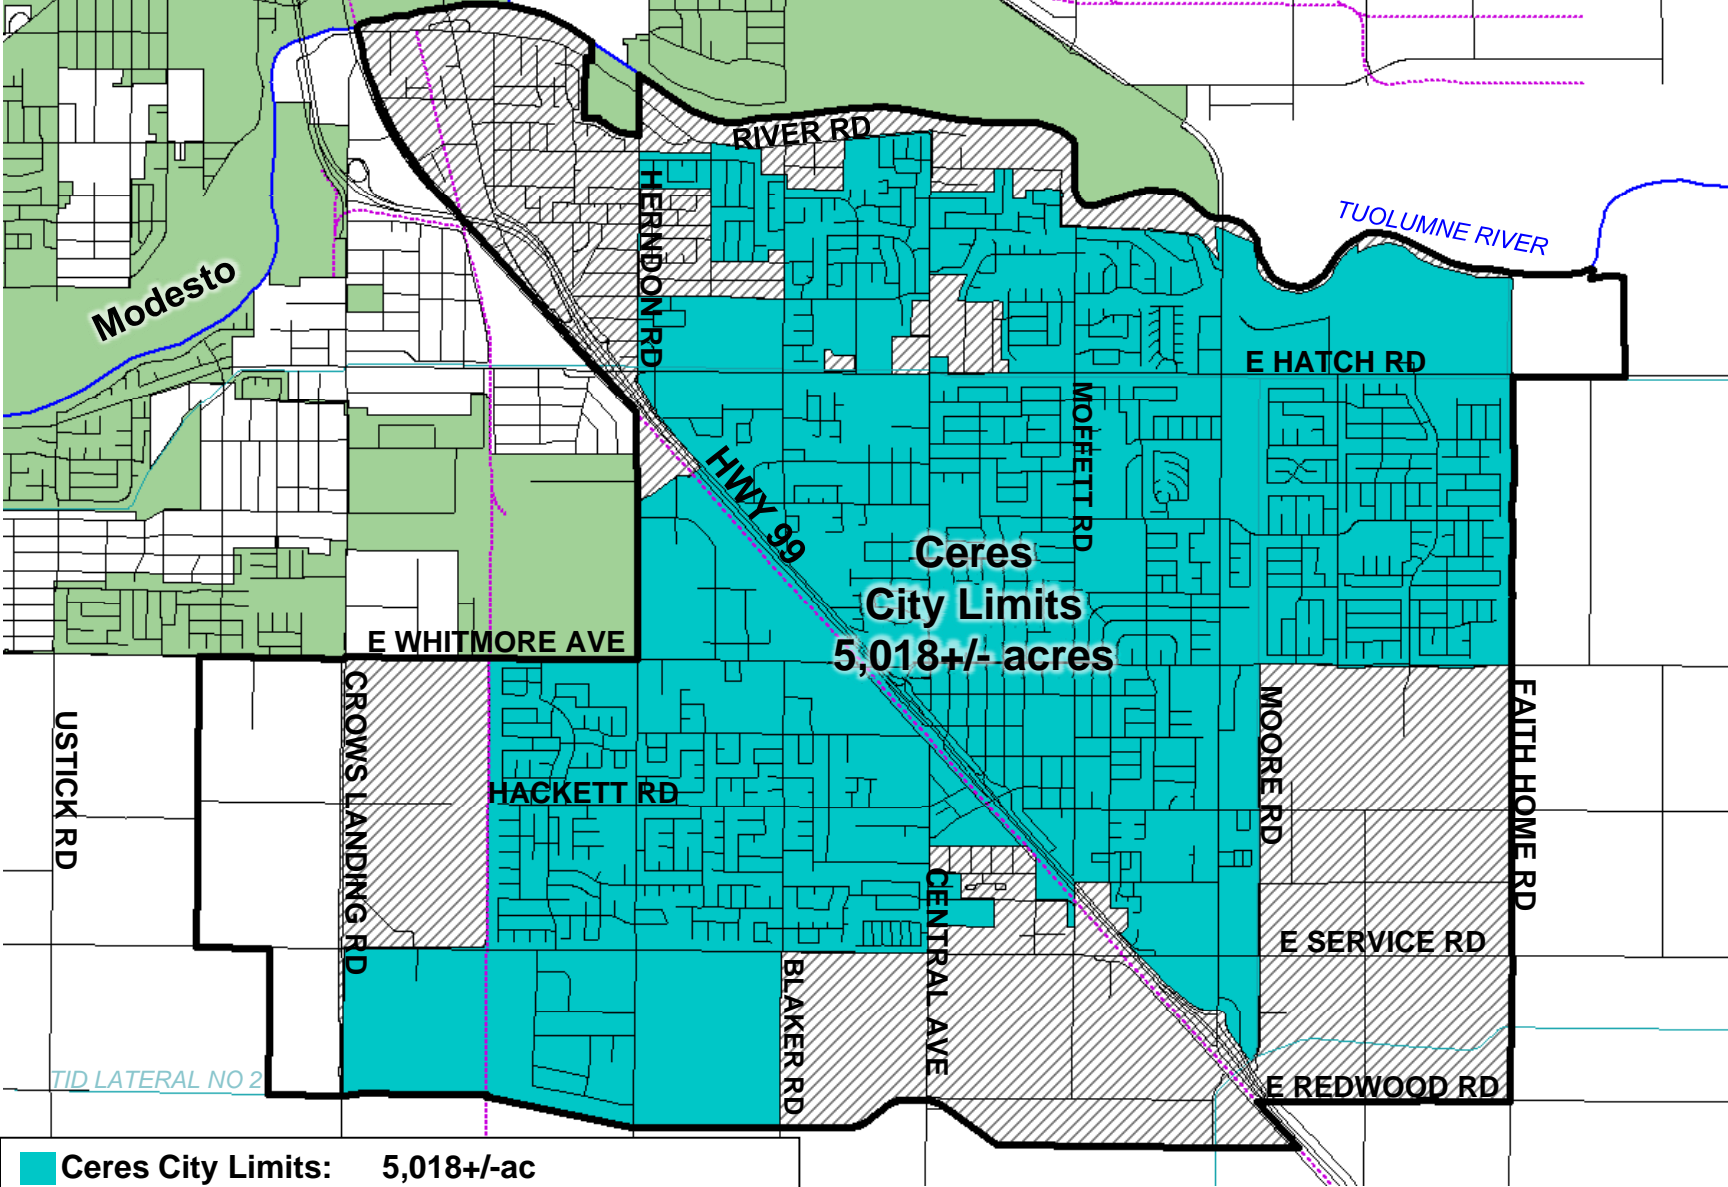 RIVER RD
HERNDON RD
TUOLUMNE RIVER
Modesto
E HATCH RD
MOFFETT RD
HWY 99
Ceres
City Limits
5,018+/- acres
E WHITMORE AVE
CROWS LANDING RD
USTICK RD
MOORE RD
FAITH HOME RD
HACKETT RD
CENTRAL AVE
E SERVICE RD
BLAKER RD
TID LATERAL NO 2
E REDWOOD RD
Ceres City Limits: 5,018+/-ac